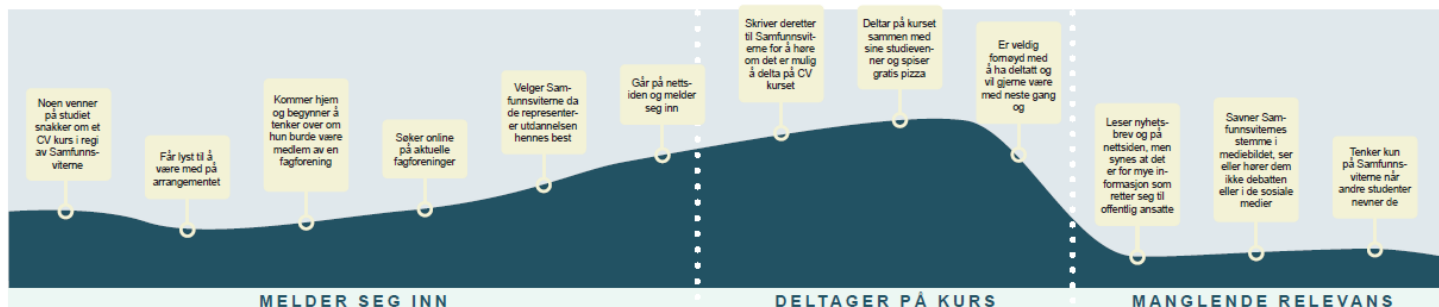 Noen venner
på studiet
snakker om et
CV kurs i regi
av Samfunns-
viterne
Får lyst til å
være med på
arrangementet
Kommer hjem
og begynner å
tenker over om
hun burde være
medlem av en
fagforening
Søker online
på aktuelle
fagforeninger
Velger Sam-
funnsviterne da
de representer-
er utdannelsen
hennes best
Går på netts-
iden og melder
seg inn
Skriver deretter
til Samfunnsvit-
erne for å høre
om det er mulig
å delta på CV
kurset
Deltar på kurset
sammen med
sine studieven-
ner og spiser
gratis pizza
Er veldig
fornøyd med
å ha deltatt og
vil gjerne være
med neste gang
og
Leser nyhets-
brev og på
nettsiden, men
synes at det
er for mye in-
formasjon som
retter seg til
offentlig ansatte
Savner Sam-
funnsviternes
stemme i
mediebildet, ser
eller hører dem
ikke debatten
eller i de sosiale
medier
Tenker kun
på Samfunns-
viterne når
andre studenter
nevner de
MELDER SEG INN
DELTAGER PÅ KURS
MANGLENDE RELEVANS